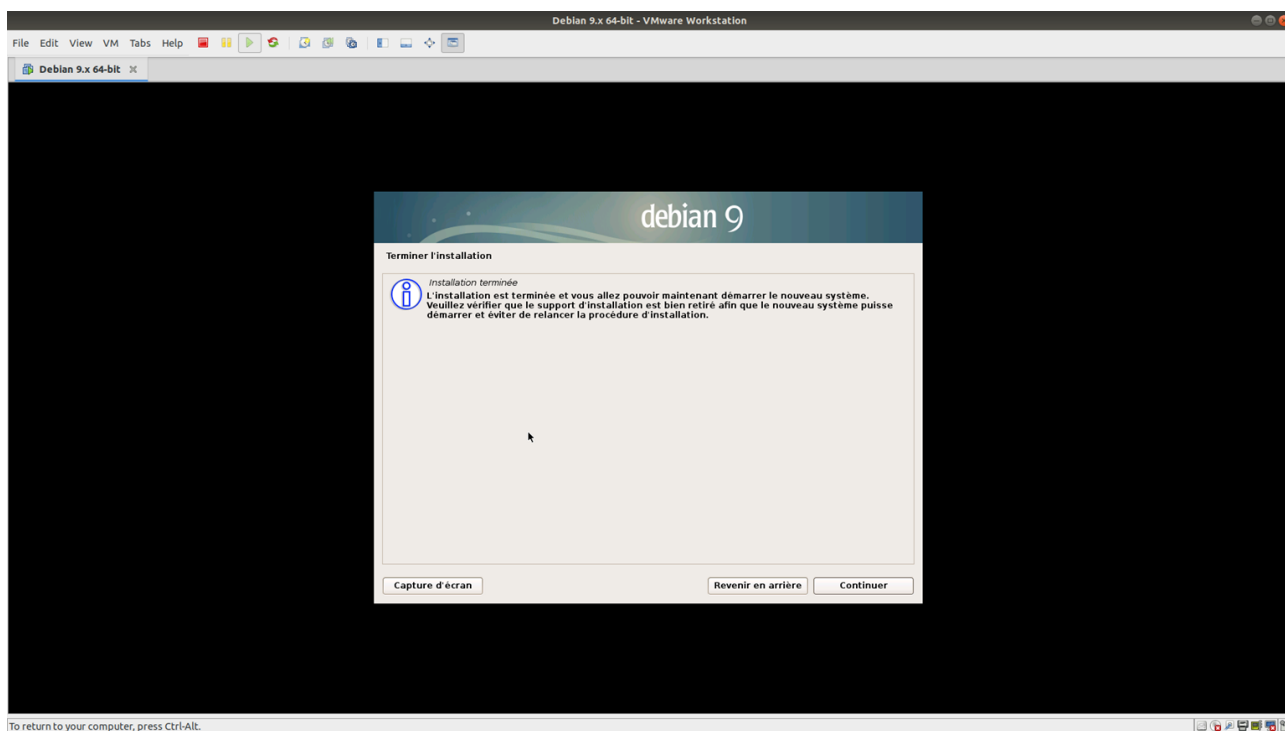 Debian 9.x 64-bit - VMware Workstation
File Edit View VM Tabs Help
Debian 9.x 64-bit
debian 9
Terminer l'installation
Installation terminée
L'installation est terminée et vous allez pouvoir maintenant démarrer le nouveau système.
Veuillez vérifier que le support d'installation est bien retiré afin que le nouveau système puisse
démarrer et éviter de relancer la procédure d'installation.
Capture d'écran Revenir en arrière Continuer
To return to your computer, press Ctrl-Alt.